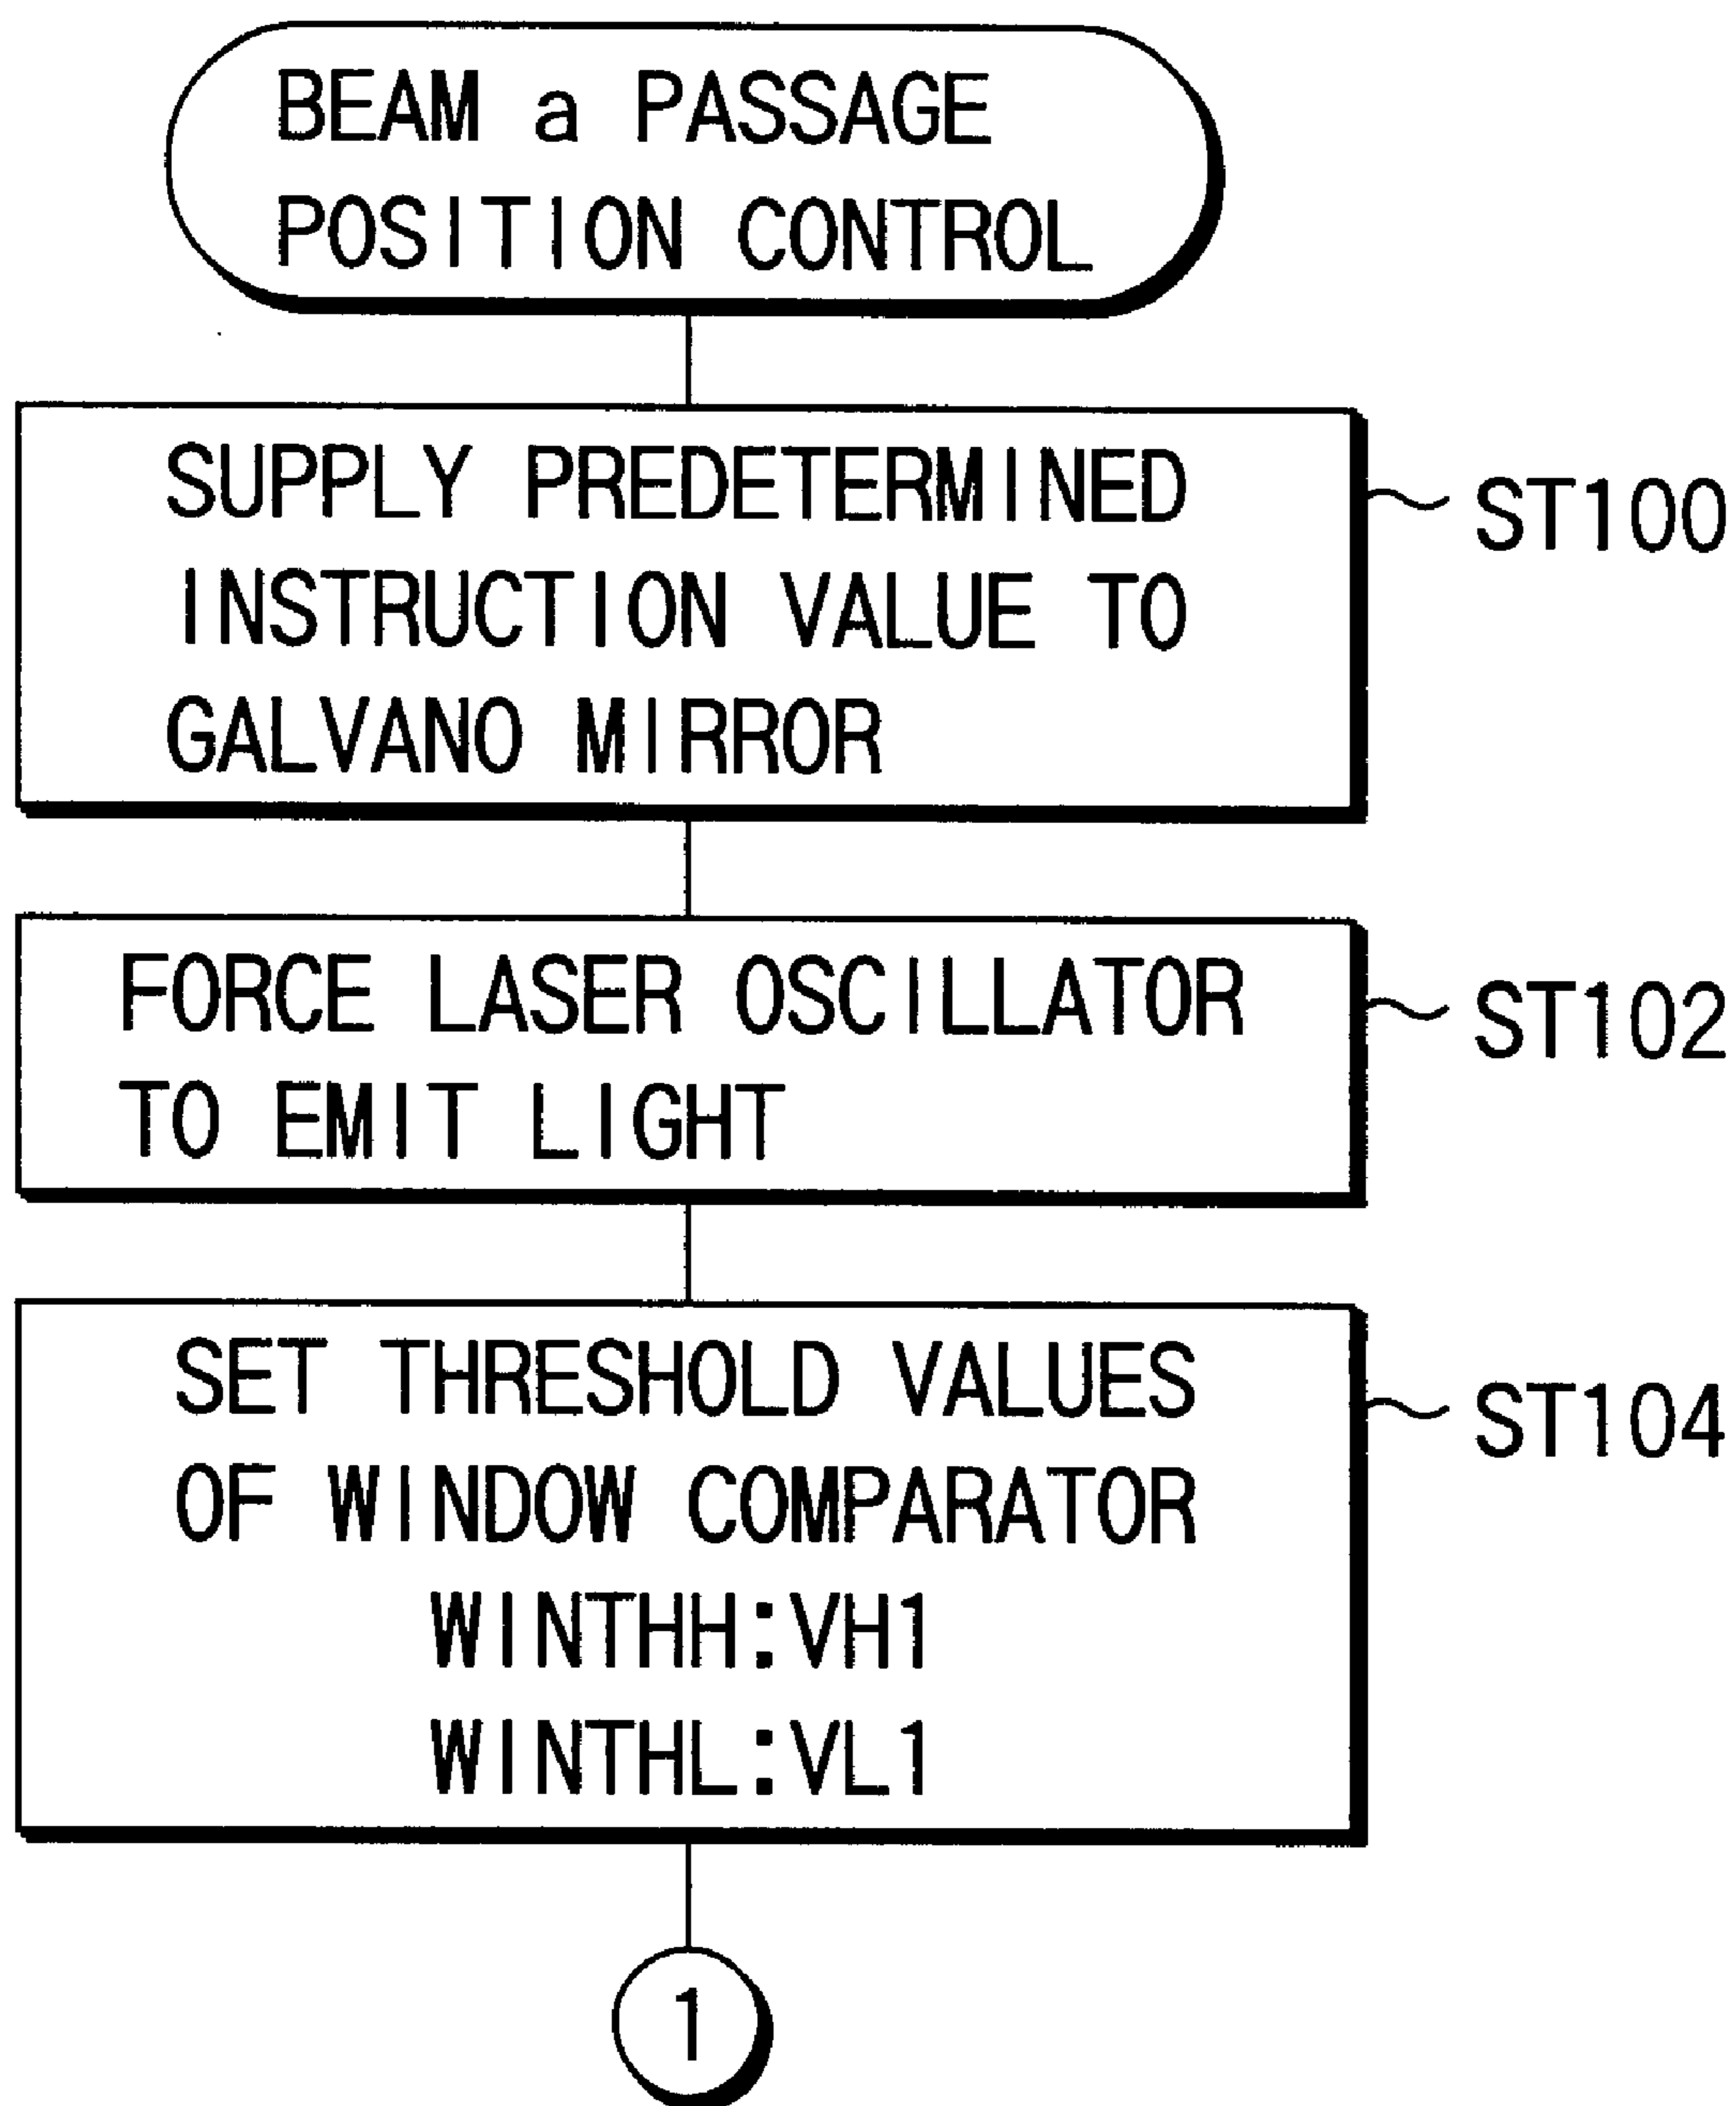 BEAM a PASSAGE
POSITION CONTROL
SUPPLY PREDETERMINED
INSTRUCTION VALUE TO
GALVANO MIRROR
ST100
FORCE LASER OSCILLATOR
TO EMIT LIGHT
ST102
SET THRESHOLD VALUES
OF WINDOW COMPARATOR
WINTHH:VH1
WINTHL:VL1
ST104
1